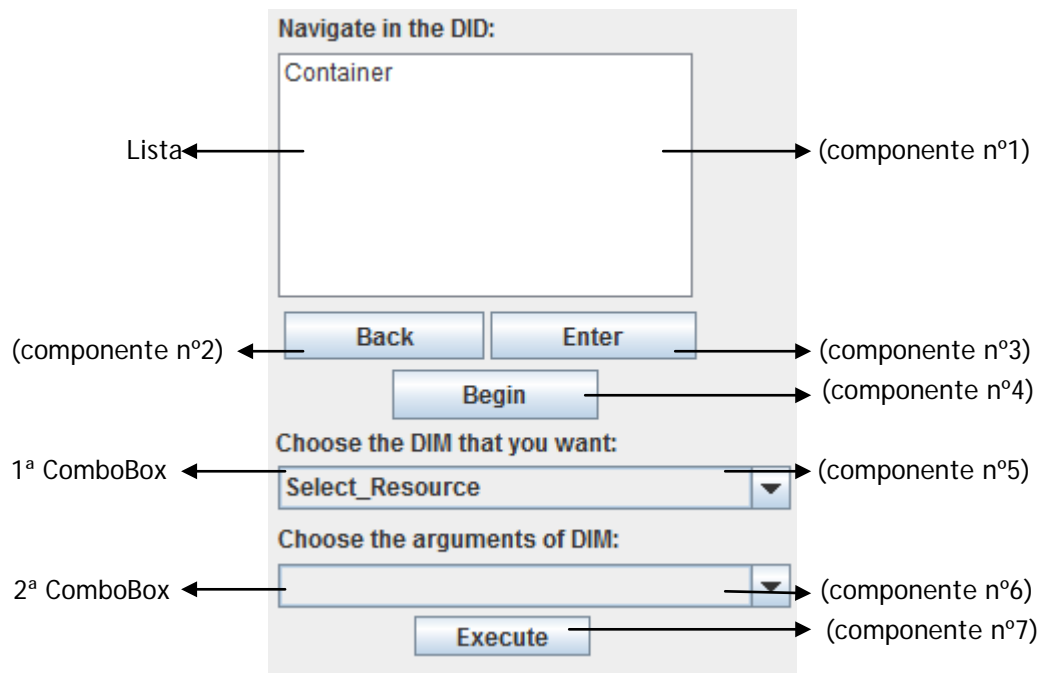 Navigate in the DID:
Container
Lista
(componente nº1)
Back
Enter
(componente nº2)
(componente nº3)
Begin
(componente nº4)
Choose the DIM that you want:
1ª ComboBox
Select_Resource
(componente nº5)
Choose the arguments of DIM:
2ª ComboBox
(componente nº6)
Execute
(componente nº7)